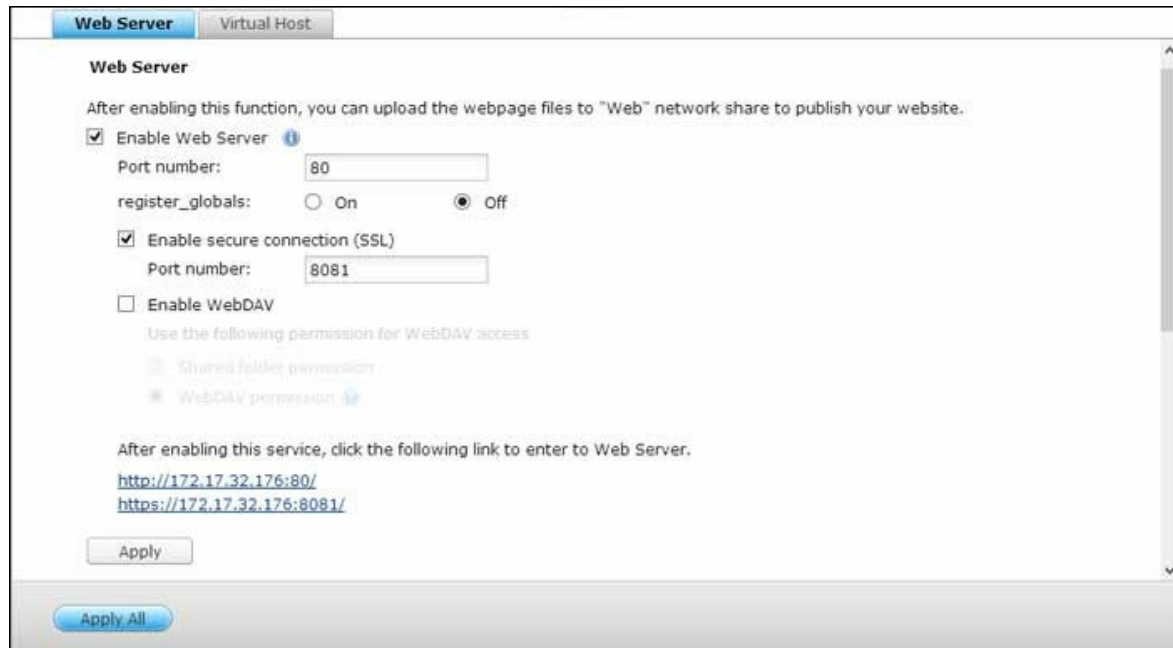 Web Server
Virtual Host
Web Server
After enabling this function, you can upload the webpage files to "Web" network share to publish your website.
Enable Web Server
Port number:
80
register_globals:
On
Off
Enable secure connection (SSL)
Port number:
8081
Enable WebDAV
Use the following permission for WebDAV access
Shared folder permission
WebDAV permission
After enabling this service, click the following link to enter to Web Server.
http://172.17.32.176:80/
https://172.17.32.176:8081/
Apply
Apply All